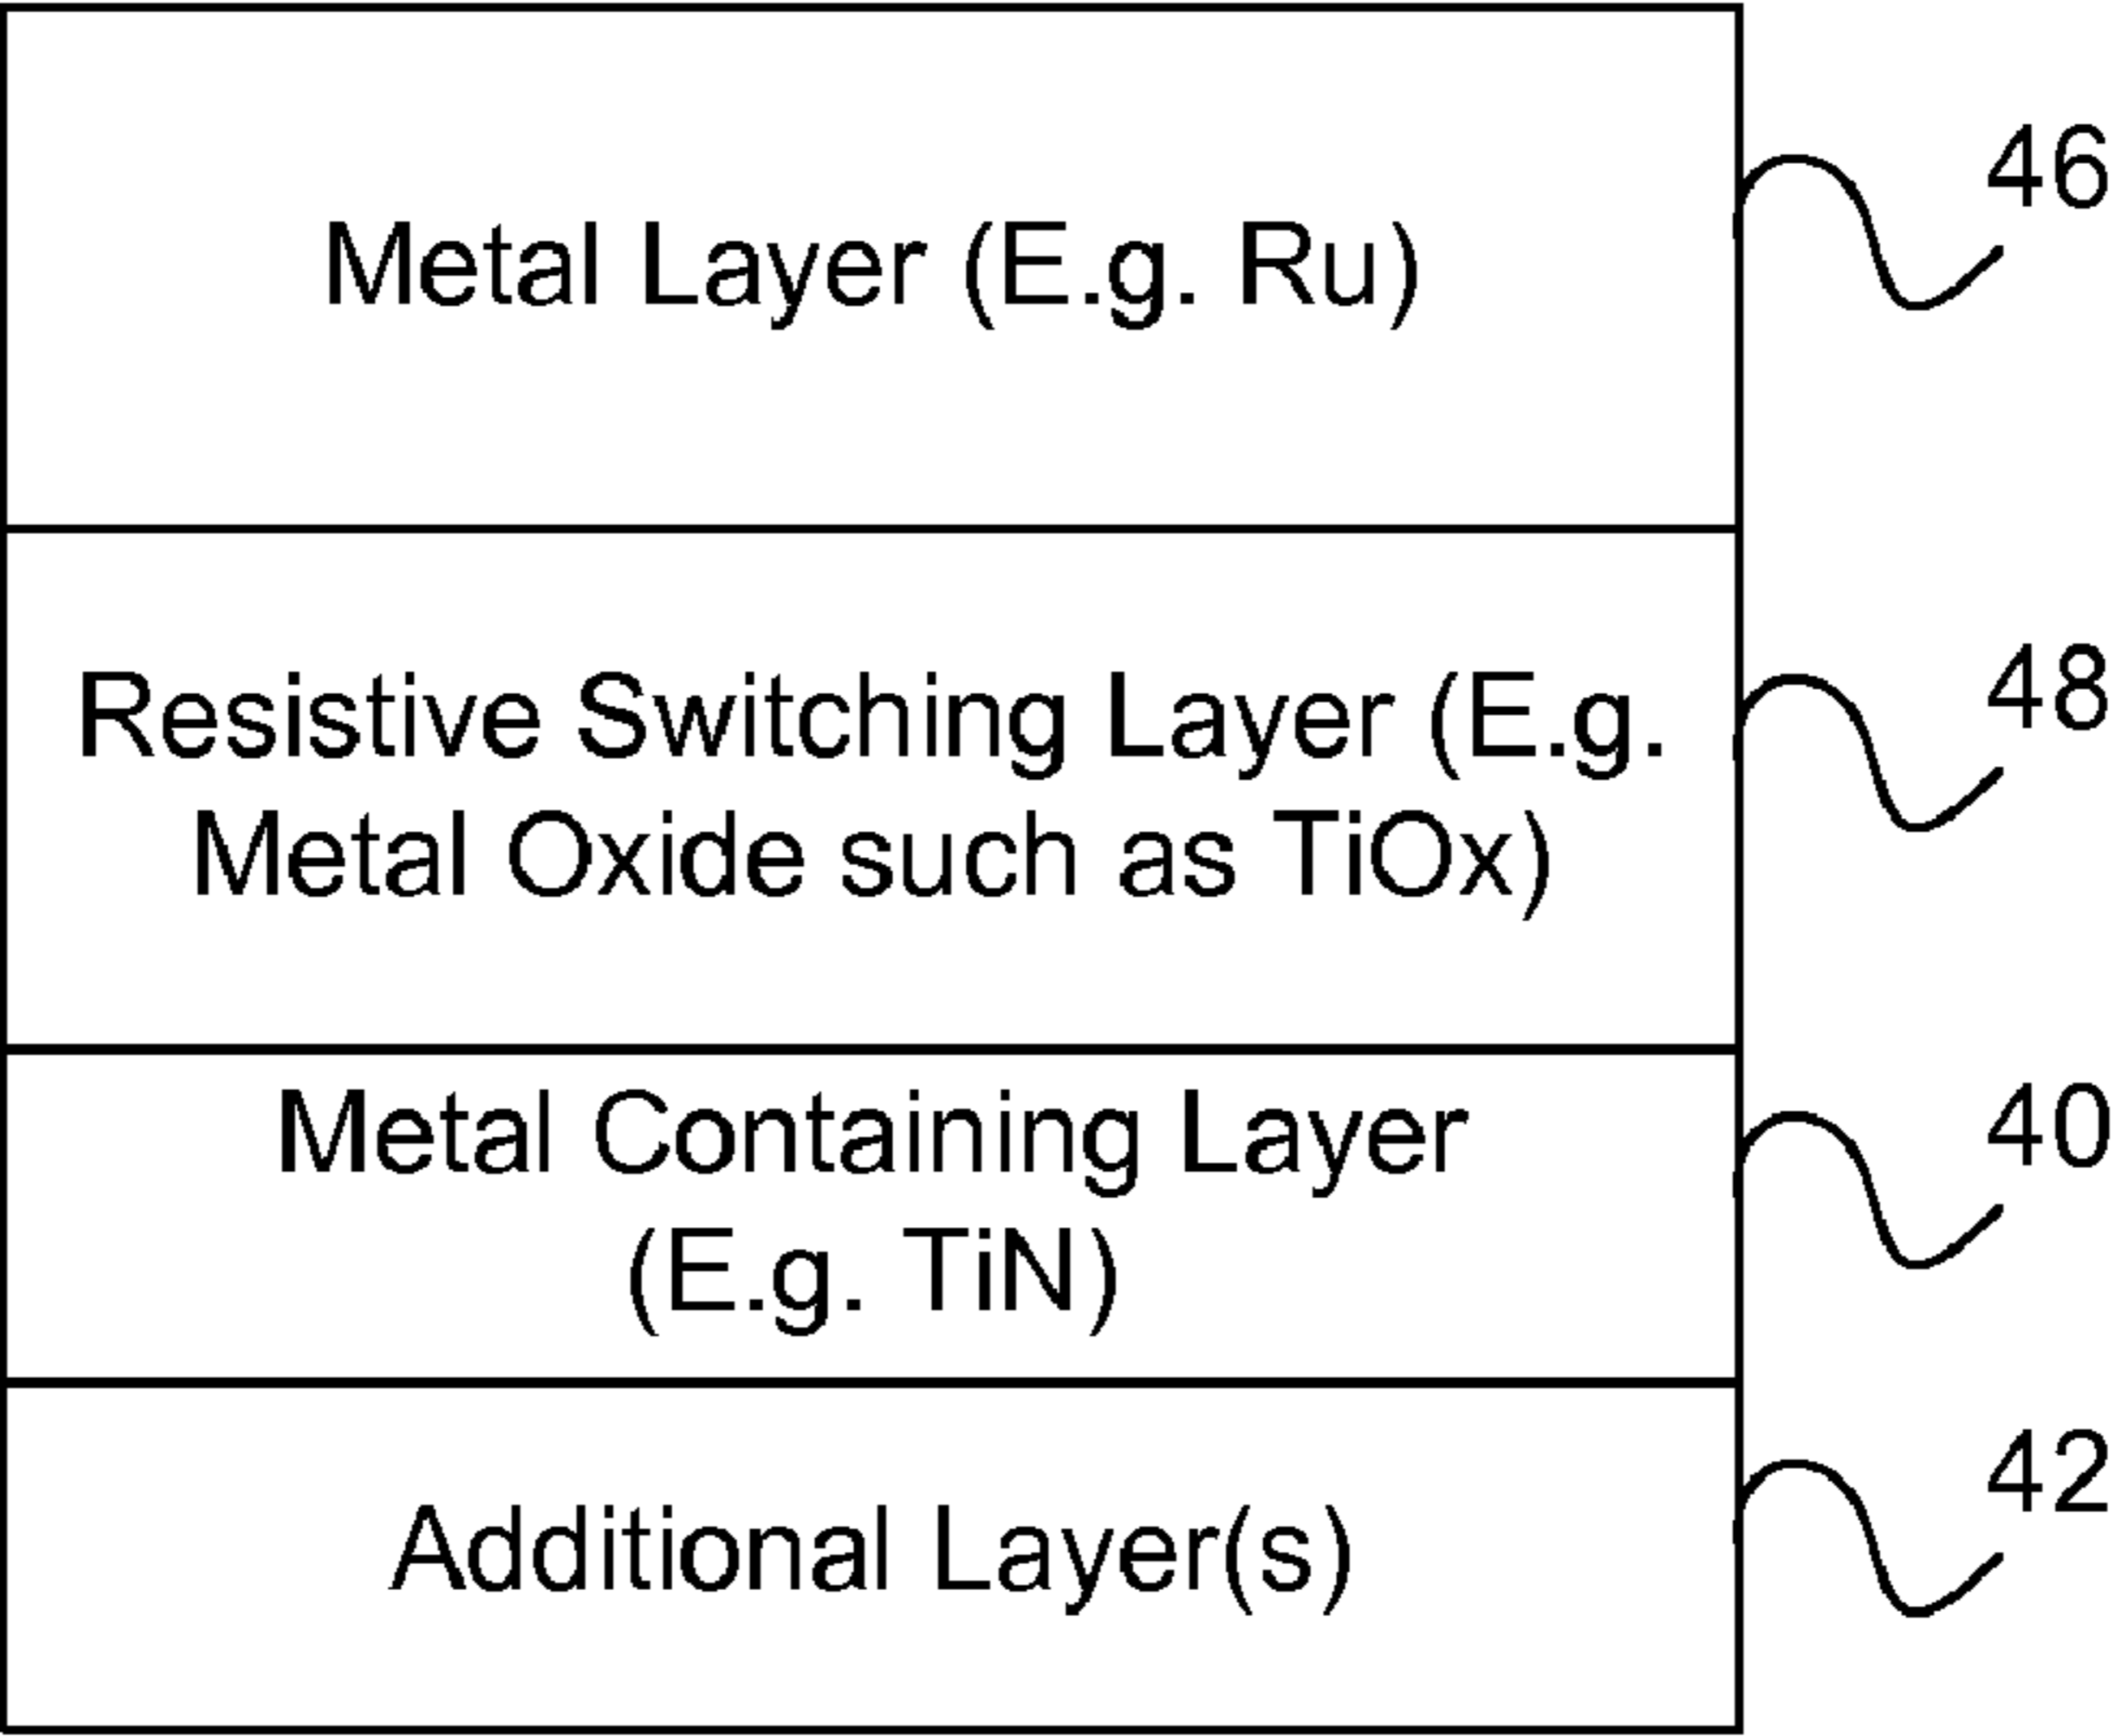 46
Metal Layer (E.g. Ru)
48
Resistive Switching Layer (E.g.
Metal Oxide such as TiOx)
40
Metal Containing Layer
(E.g. TiN)
42
Additional Layer(s)